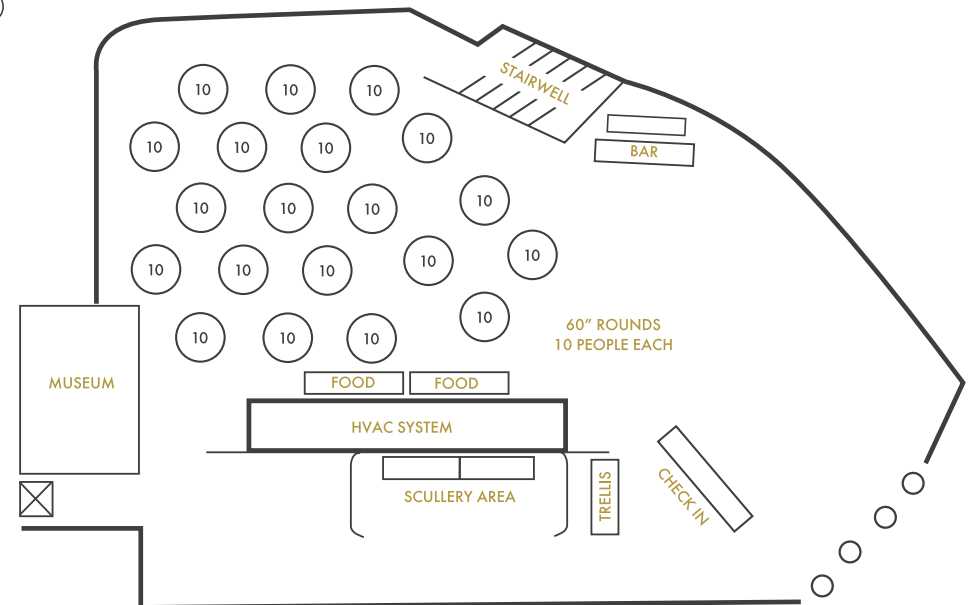 STAIRWELL
10 10 10
10
BAR
10 10 10
10
10 10 10
10
10
10 10 10
10
60” ROUNDS
10 PEOPLE EACH
10 10 10
MUSEUM
FOOD FOOD
HVAC SYSTEM
SCULLERY AREA
TRELLIS
CHECK IN